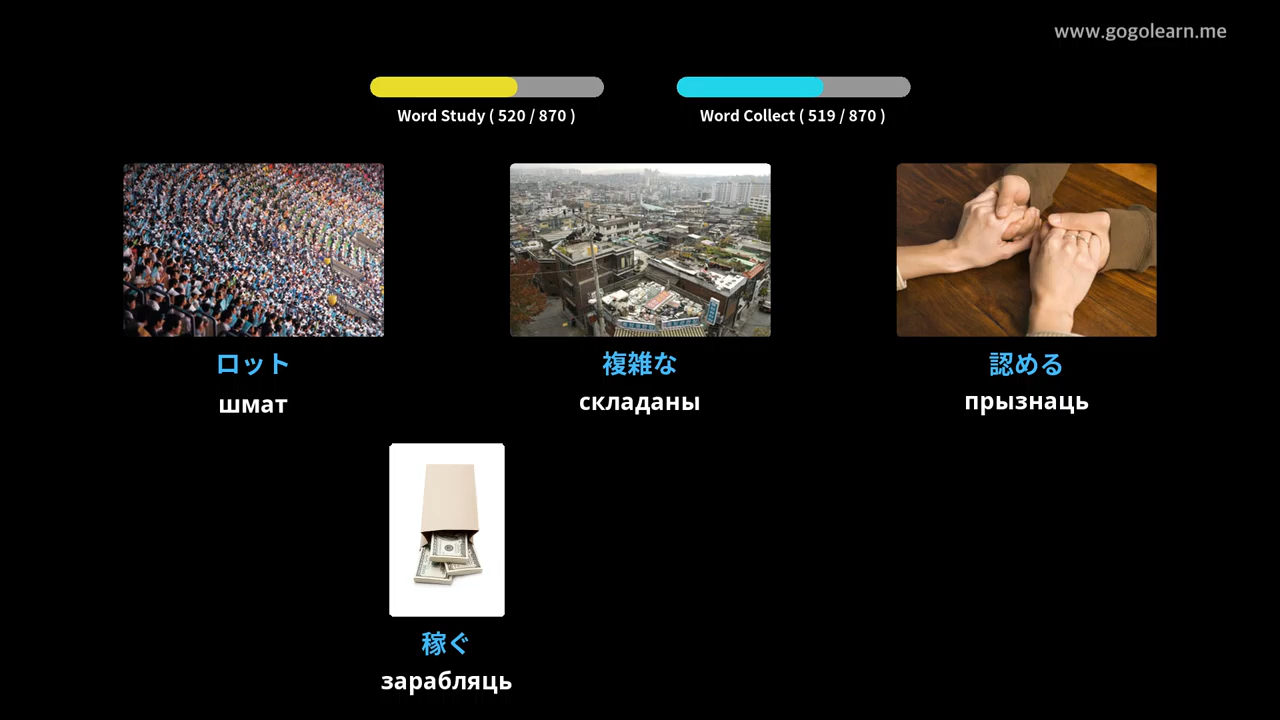 www.gogolearn.me
Word Study ( 520 / 870 )
Word Collect ( 519 / 870 )
ロット
шмат
複雑な
складаны
認める
прызнаць
稼ぐ
зарабляць